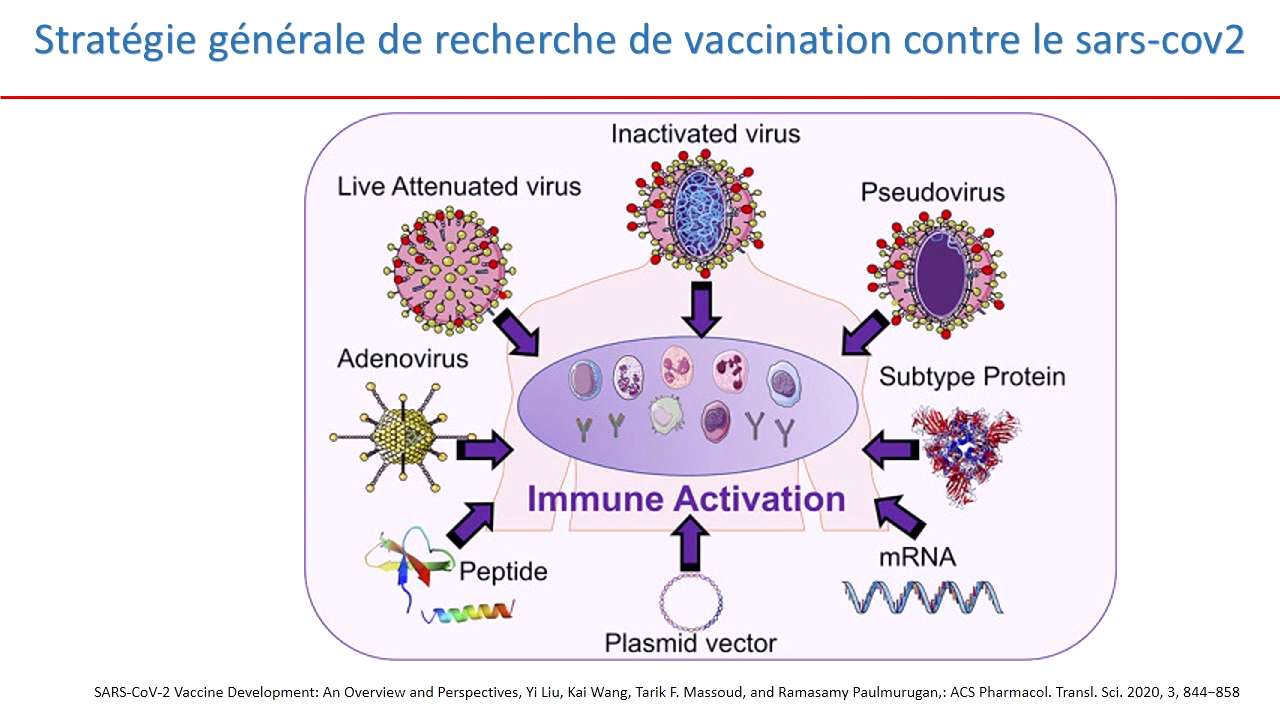 Stratégie générale de recherche de vaccination contre le sars-cov2
Inactivated virus
Live Attenuated virus
Pseudovirus
Adenovirus
Subtype Protein
Immune Activation
mRNA
Peptide
Plasmid vector
SARS-CoV-2 Vaccine Development: An Overview and Perspectives, Yi Liu, Kai Wang, Tarik F. Massoud, and Ramasamy Paulmurugan,: ACS Pharmacol. Transl. Sci. 2020, 3, 844−858